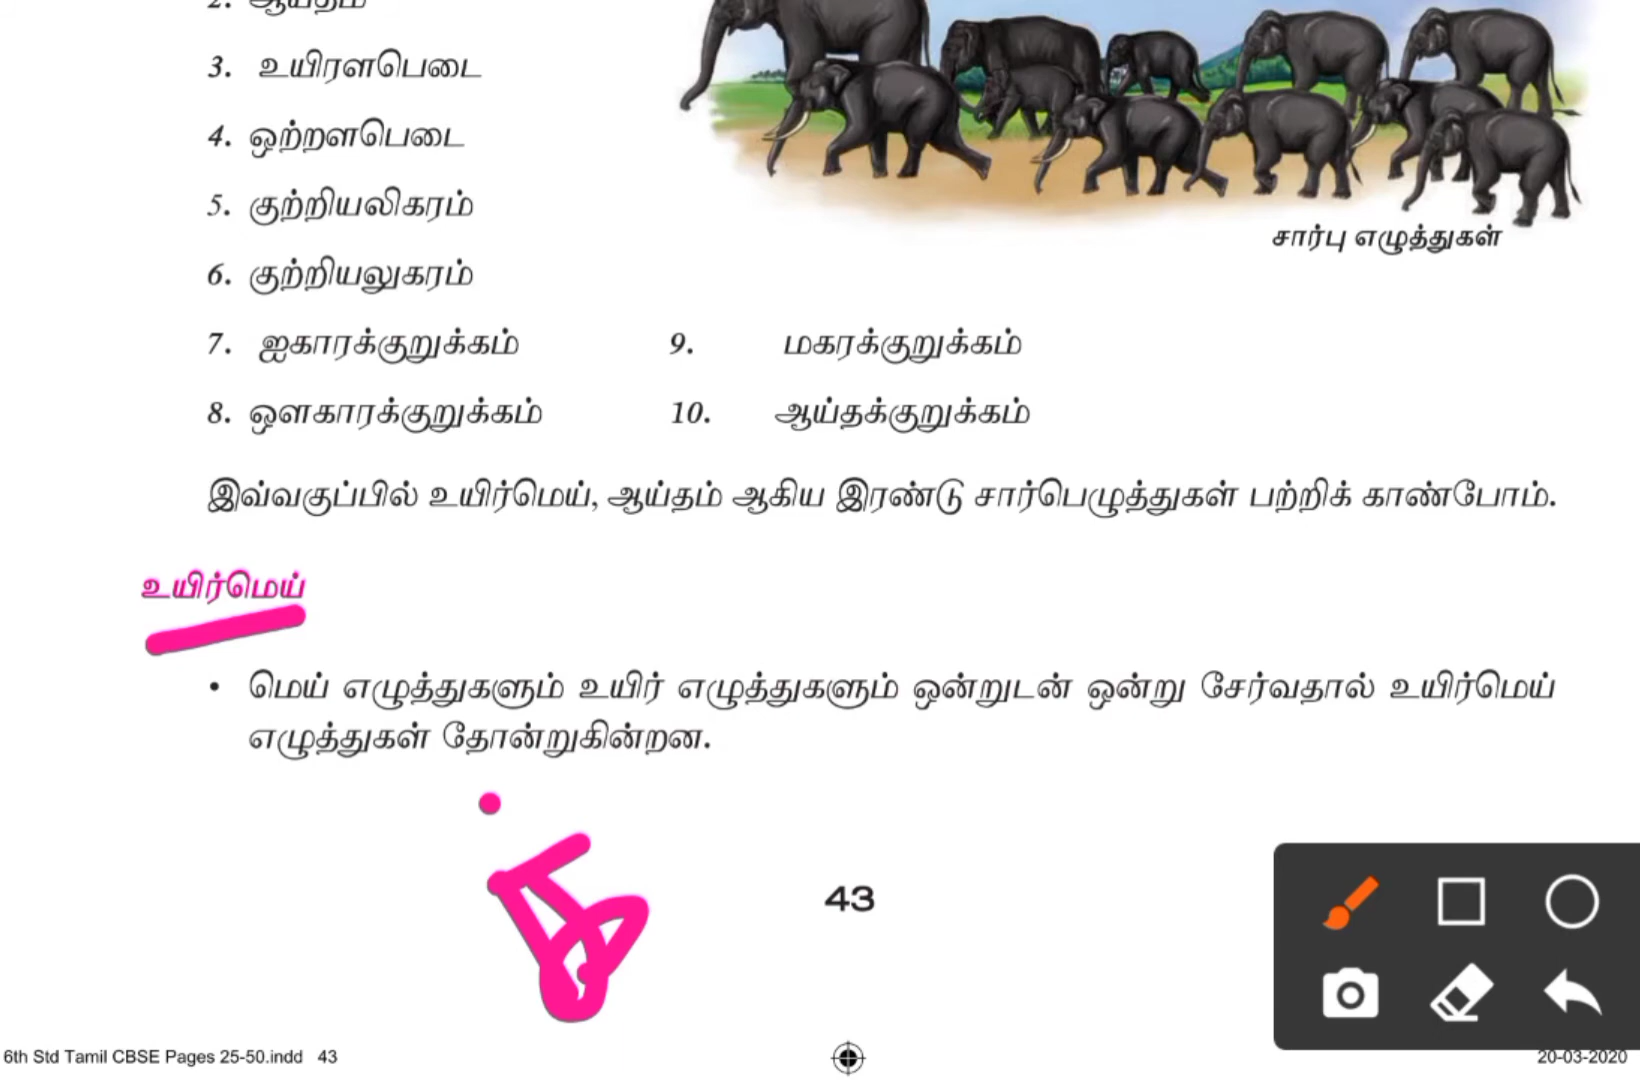 2. ஆய்தம்
3. உயிரளபெடை
4. ஒற்றளபெடை
5. குற்றியலிகரம்
சார்பு எழுத்துகள்
6. குற்றியலுகரம்
7. ஐகாரக்குறுக்கம் 9. மகரக்குறுக்கம்
8. ஔகாரக்குறுக்கம் 10. ஆய்தக்குறுக்கம்
இவ்வகுப்பில் உயிர்மெய், ஆய்தம் ஆகிய இரண்டு சார்பெழுத்துகள் பற்றிக் காண்போம்.
உயிர்மெய்
• மெய் எழுத்துகளும் உயிர் எழுத்துகளும் ஒன்றுடன் ஒன்று சேர்வதால் உயிர்மெய்
எழுத்துகள் தோன்றுகின்றன.
க்
43
6th Std Tamil CBSE Pages 25-50.indd 43
20-03-2020